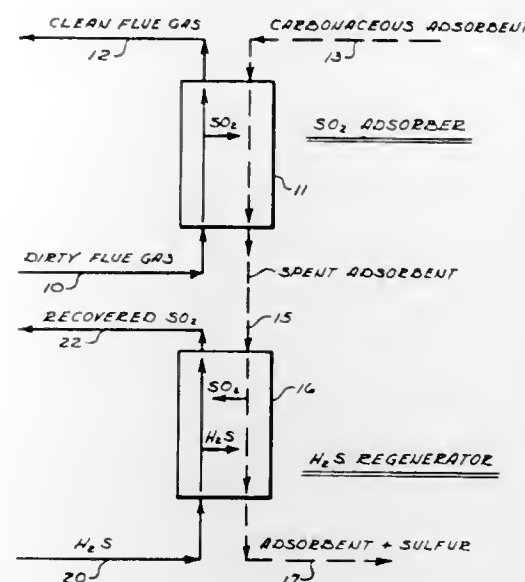 CLEAN FLUE GAS
CARBONACEOUS ADSORBENT
12
13
SO2
SO2 ADSORBER
11
DIRTY FLUE GAS
10
SPENT ADSORBENT
15
RECOVERED SO2
22
16
SO2
H2S
H2S REGENERATOR
H2S
20
ADSORBENT + SULFUR
17